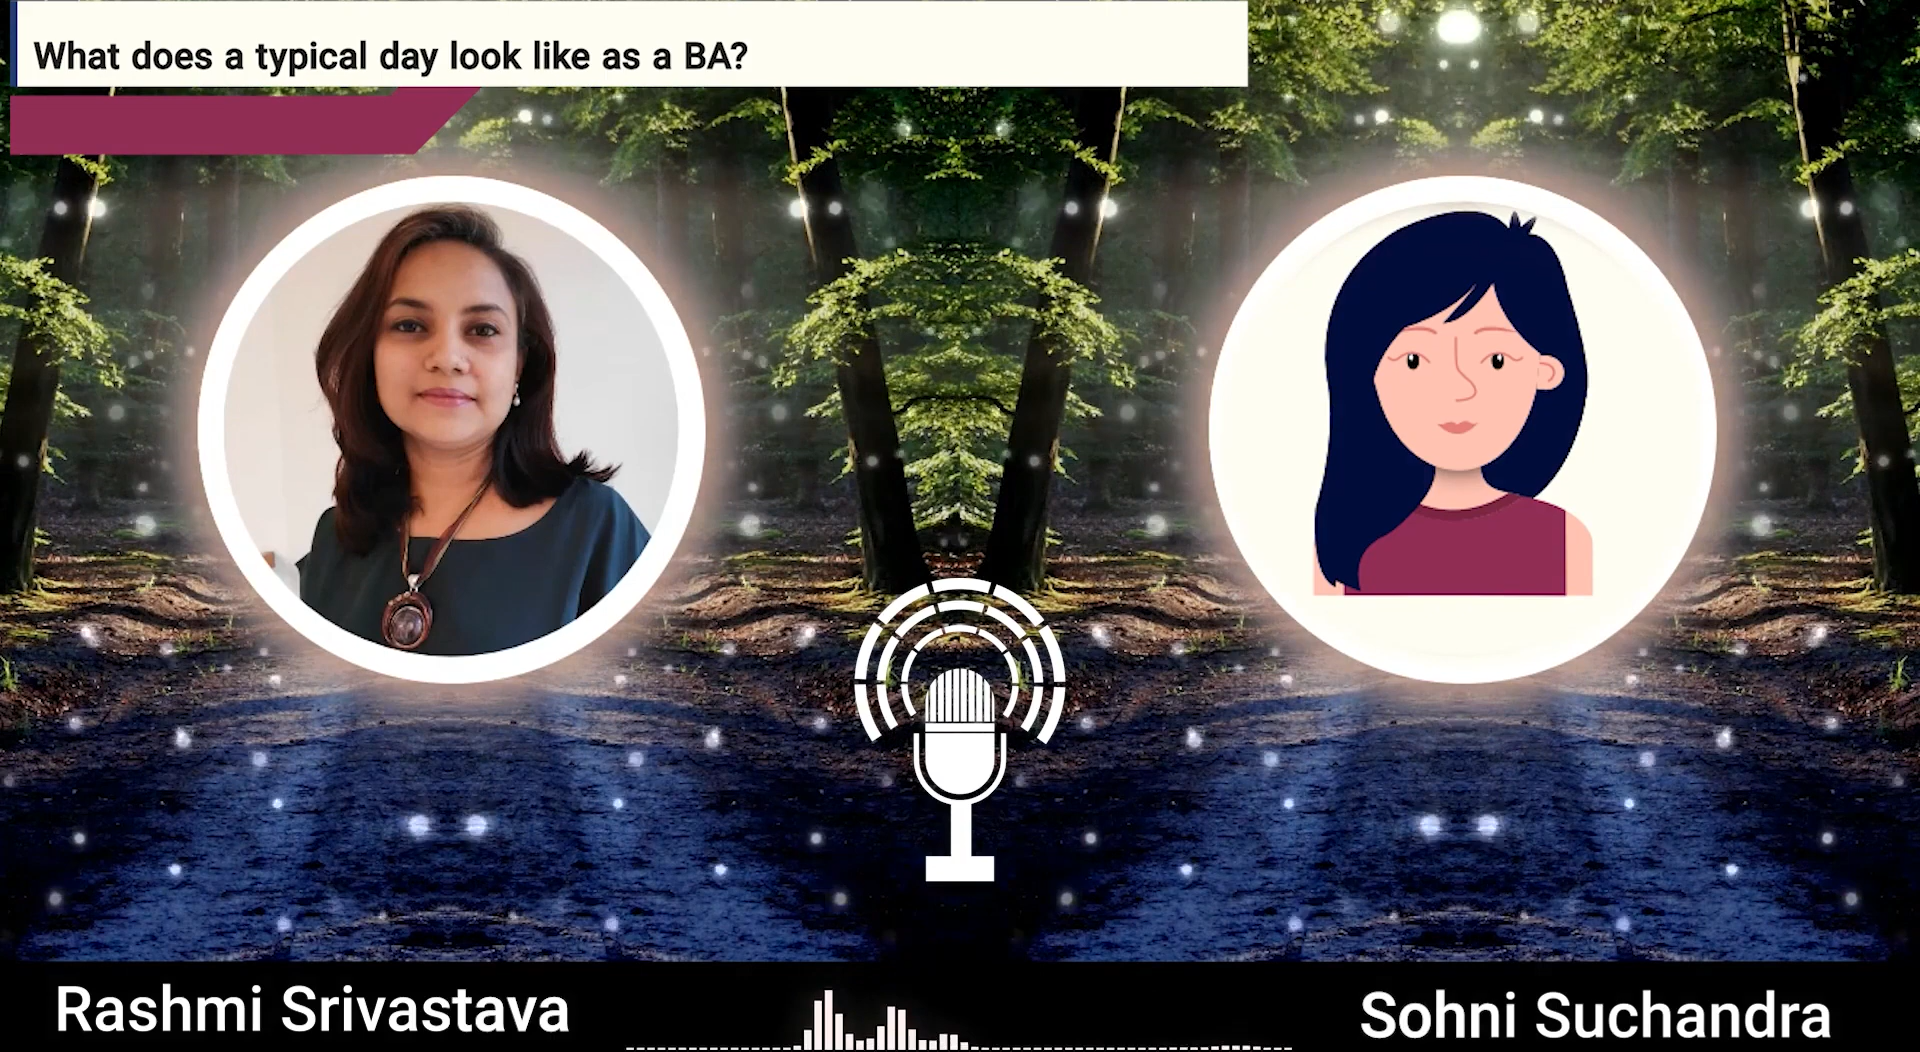 What does a typical day look like as a BA?
Rashmi Srivastava
Sohni Suchandra